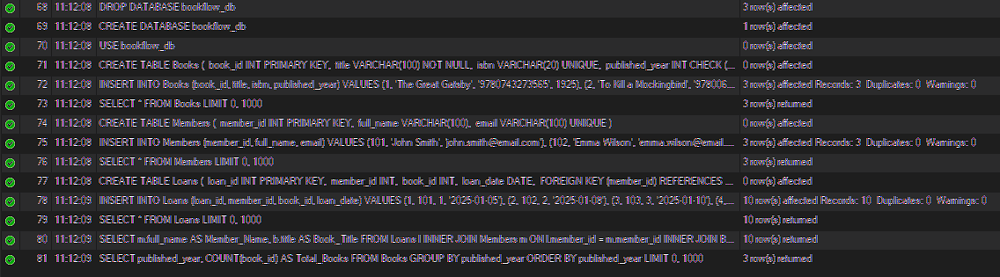 68 11:12:08 DROP DATABASE bookflow_db 3 row(s) affected
69 11:12:08 CREATE DATABASE bookflow_db 1 row(s) affected
70 11:12:08 USE bookflow_db 0 row(s) affected
71 11:12:08 CREATE TABLE Books ( book_id INT PRIMARY KEY, title VARCHAR(100) NOT NULL, isbn VARCHAR(20) UNIQUE, published_year INT CHECK (... 0 row(s) affected
72 11:12:08 INSERT INTO Books (book_id, title, isbn, published_year) VALUES (1, 'The Great Gatsby', '9780743273565', 1925), (2, 'To Kill a Mockingbird', '978006... 3 row(s) affected Records: 3 Duplicates: 0 Warnings: 0
73 11:12:08 SELECT * FROM Books LIMIT 0, 1000 3 row(s) returned
74 11:12:08 CREATE TABLE Members ( member_id INT PRIMARY KEY, full_name VARCHAR(100), email VARCHAR(100) UNIQUE ) 0 row(s) affected
75 11:12:08 INSERT INTO Members (member_id, full_name, email) VALUES (101, 'John Smith', 'john.smith@email.com'), (102, 'Emma Wilson', 'emma.wilson@email.... 3 row(s) affected Records: 3 Duplicates: 0 Warnings: 0
76 11:12:08 SELECT * FROM Members LIMIT 0, 1000 3 row(s) returned
77 11:12:08 CREATE TABLE Loans ( loan_id INT PRIMARY KEY, member_id INT, book_id INT, loan_date DATE, FOREIGN KEY (member_id) REFERENCES ... 0 row(s) affected
78 11:12:09 INSERT INTO Loans (loan_id, member_id, book_id, loan_date) VALUES (1, 101, 1, '2025-01-05'), (2, 102, 2, '2025-01-08'), (3, 103, 3, '2025-01-10'), (4,... 10 row(s) affected Records: 10 Duplicates: 0 Warnings: 0
79 11:12:09 SELECT * FROM Loans LIMIT 0, 1000 10 row(s) returned
80 11:12:09 SELECT m.full_name AS Member_Name, b.title AS Book_Title FROM Loans l INNER JOIN Members m ON l.member_id = m.member_id INNER JOIN B... 10 row(s) returned
81 11:12:09 SELECT published_year, COUNT(book_id) AS Total_Books FROM Books GROUP BY published_year ORDER BY published_year LIMIT 0, 1000 3 row(s) returned